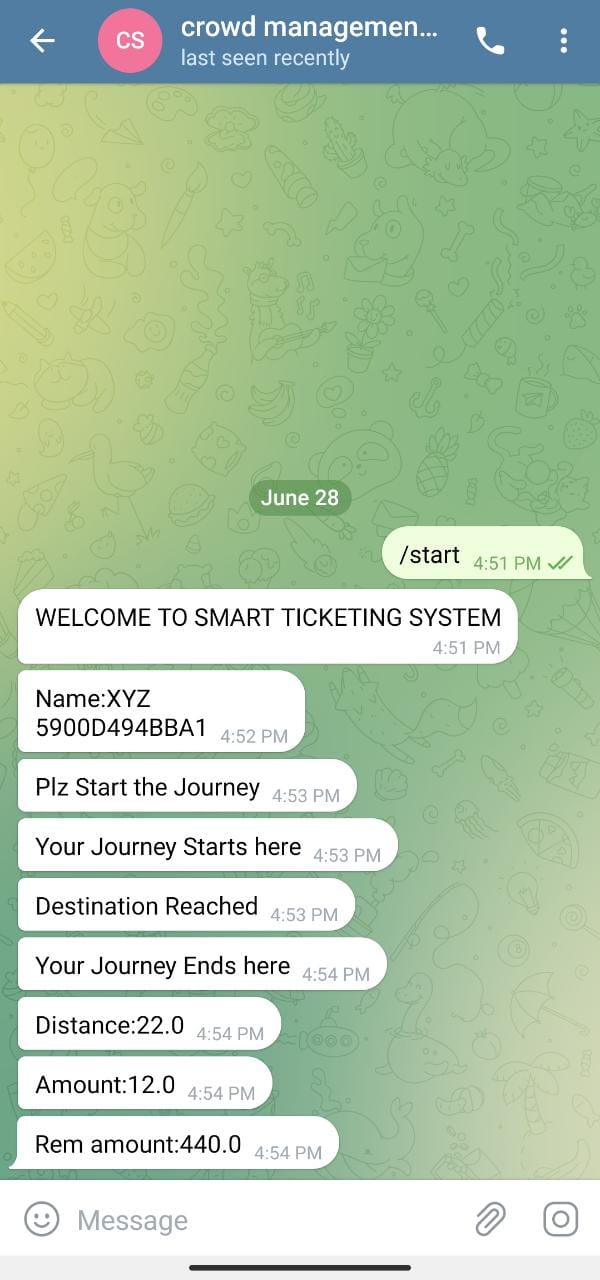 CS
crowd managemen...
last seen recently
June 28
/start 4:51 PM
WELCOME TO SMART TICKETING SYSTEM
4:51 PM
Name:XYZ
5900D494BBA1 4:52 PM
Plz Start the Journey 4:53 PM
Your Journey Starts here 4:53 PM
Destination Reached 4:53 PM
Your Journey Ends here 4:54 PM
Distance:22.0 4:54 PM
Amount:12.0 4:54 PM
Rem amount:440.0 4:54 PM
Message